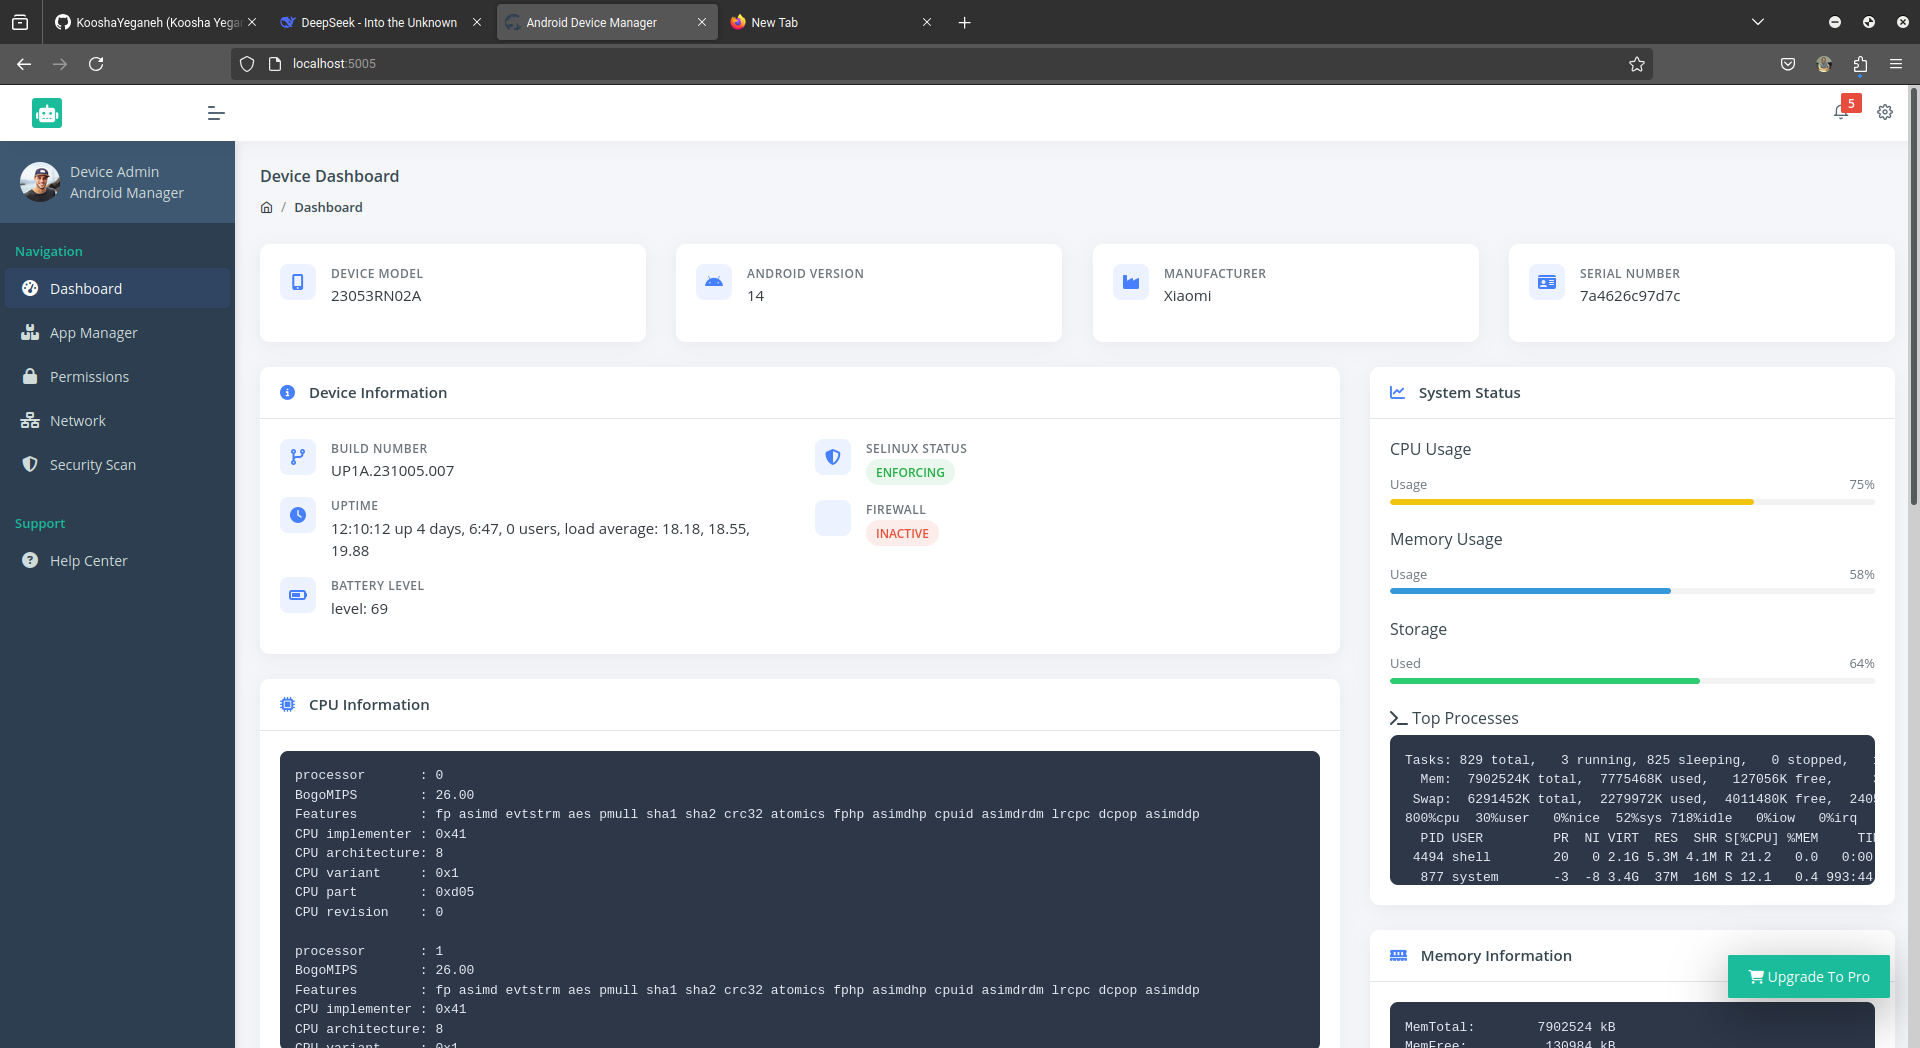 KooshaYeganeh (Koosha Yegar
DeepSeek - Into the Unknown
Android Device Manager
New Tab
localhost:5005
5
Device Admin
Android Manager
Navigation
Dashboard
App Manager
Permissions
Network
Security Scan
Support
Help Center
Device Dashboard
/ Dashboard
DEVICE MODEL
23053RN02A
ANDROID VERSION
14
MANUFACTURER
Xiaomi
SERIAL NUMBER
7a4626c97d7c
Device Information
BUILD NUMBER
UP1A.231005.007
UPTIME
12:10:12 up 4 days, 6:47, 0 users, load average: 18.18, 18.55,
19.88
BATTERY LEVEL
level: 69
SELINUX STATUS
ENFORCING
FIREWALL
INACTIVE
CPU Information
processor : 0
BogoMIPS : 26.00
Features : fp asimd evtstrm aes pmull sha1 sha2 crc32 atomics fphp asimdhp cpuid asimdrdm lrcpc dcpop asimddp
CPU implementer : 0x41
CPU architecture: 8
CPU variant : 0x1
CPU part : 0xd05
CPU revision : 0
processor : 1
BogoMIPS : 26.00
Features : fp asimd evtstrm aes pmull sha1 sha2 crc32 atomics fphp asimdhp cpuid asimdrdm lrcpc dcpop asimddp
CPU implementer : 0x41
CPU architecture: 8
CPU variant : 0x1
System Status
CPU Usage
Usage 75%
Memory Usage
Usage 58%
Storage
Used 64%
Top Processes
Tasks: 829 total, 3 running, 825 sleeping, 0 stopped,
Mem: 7902524K total, 7775468K used, 127056K free,
Swap: 6291452K total, 2279972K used, 4011480K free, 240
800%cpu 30%user 0%nice 52%sys 718%idle 0%iow 0%irq
PID USER PR NI VIRT RES SHR S[%CPU] %MEM TI
4494 shell 20 0 2.1G 5.3M 4.1M R 21.2 0.0 0:00
877 system -3 -8 3.4G 37M 16M S 12.1 0.4 993:44
Memory Information
MemTotal: 7902524 kB
MemFree: 130984 kB
Upgrade To Pro